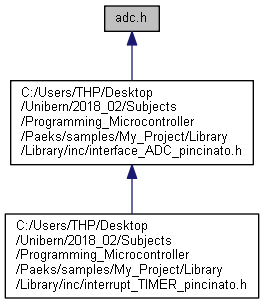 adc.h
C:/Users/THP/Desktop
/Unibern/2018_02/Subjects
/Programming_Microcontroller
/Paeks/samples/My_Project/Library
/Library/inc/interface_ADC_pincinato.h
C:/Users/THP/Desktop
/Unibern/2018_02/Subjects
/Programming_Microcontroller
/Paeks/samples/My_Project/Library
/Library/inc/interrupt_TIMER_pincinato.h